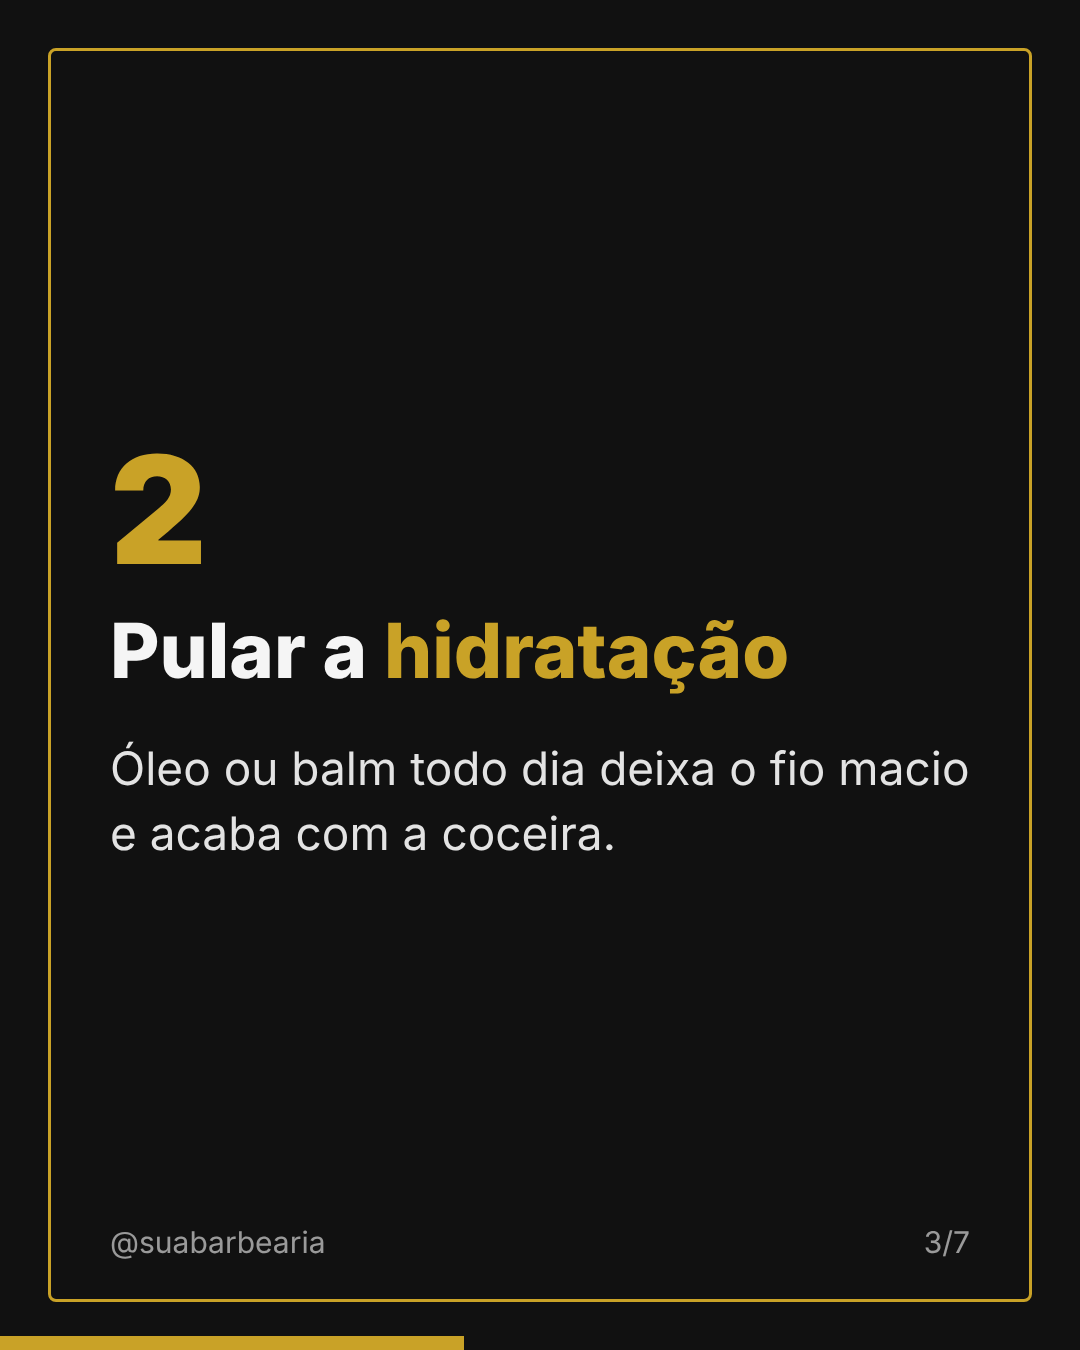 2
Pular a hidratação
Óleo ou balm todo dia deixa o fio macio
e acaba com a coceira.
@suabarbearia
3/7